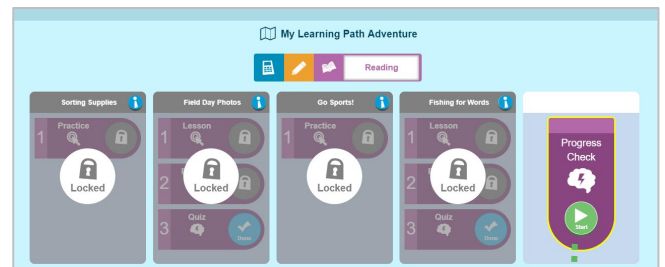 My Learning Path Adventure
Reading
Sorting Supplies
1 Practice
Locked
Field Day Photos
1 Lesson
2
Locked
3 Quiz
Done
Go Sports!
1 Practice
Locked
Fishing for Words
1 Lesson
2
Locked
3 Quiz
Done
Progress
Check
Start